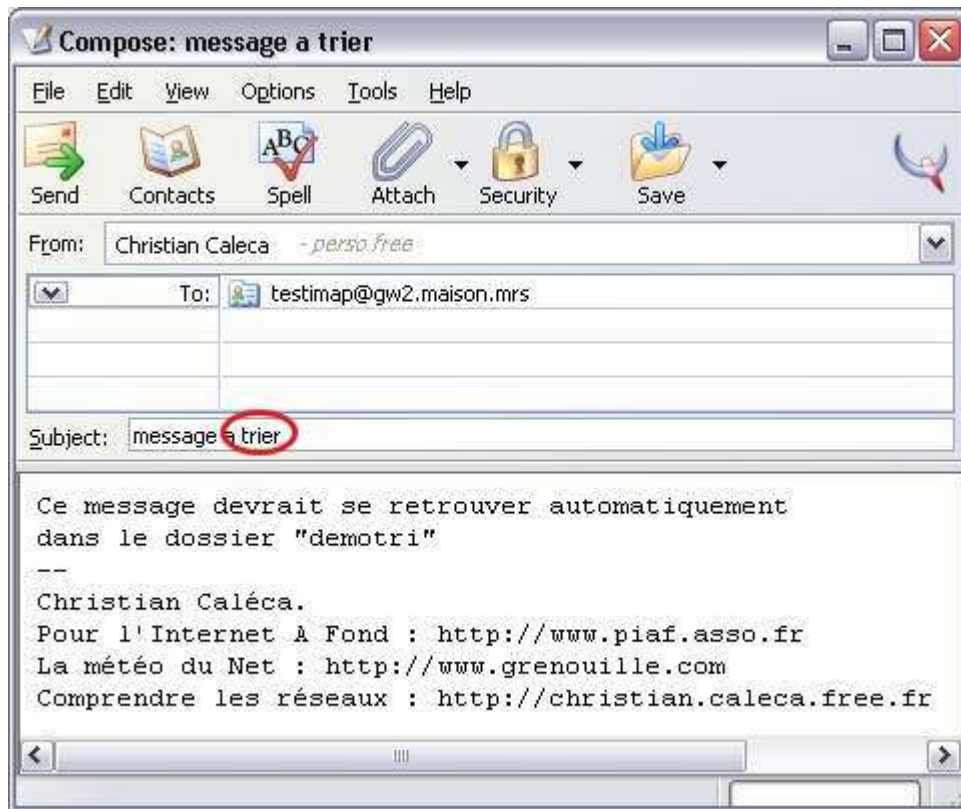 Compose: message a trier
File Edit View Options Tools Help
ABC
Send Contacts Spell Attach Security Save
From: Christian Caleca - perso free
To: testimap@gw2.maison.mrs
Subject: message a trier
Ce message devrait se retrouver automatiquement
dans le dossier "demotri"
--
Christian Caléca.
Pour l'Internet A Fond : http://www.piaf.asso.fr
La météo du Net : http://www.grenouille.com
Comprendre les réseaux : http://christian.caleca.free.fr